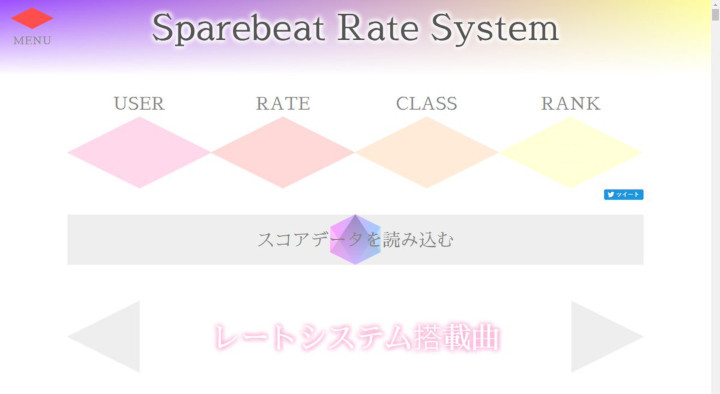 Sparebeat Rate System
MENU
USER RATE CLASS RANK
ツイート
スコアデータを読み込む
レートシステム搭載曲